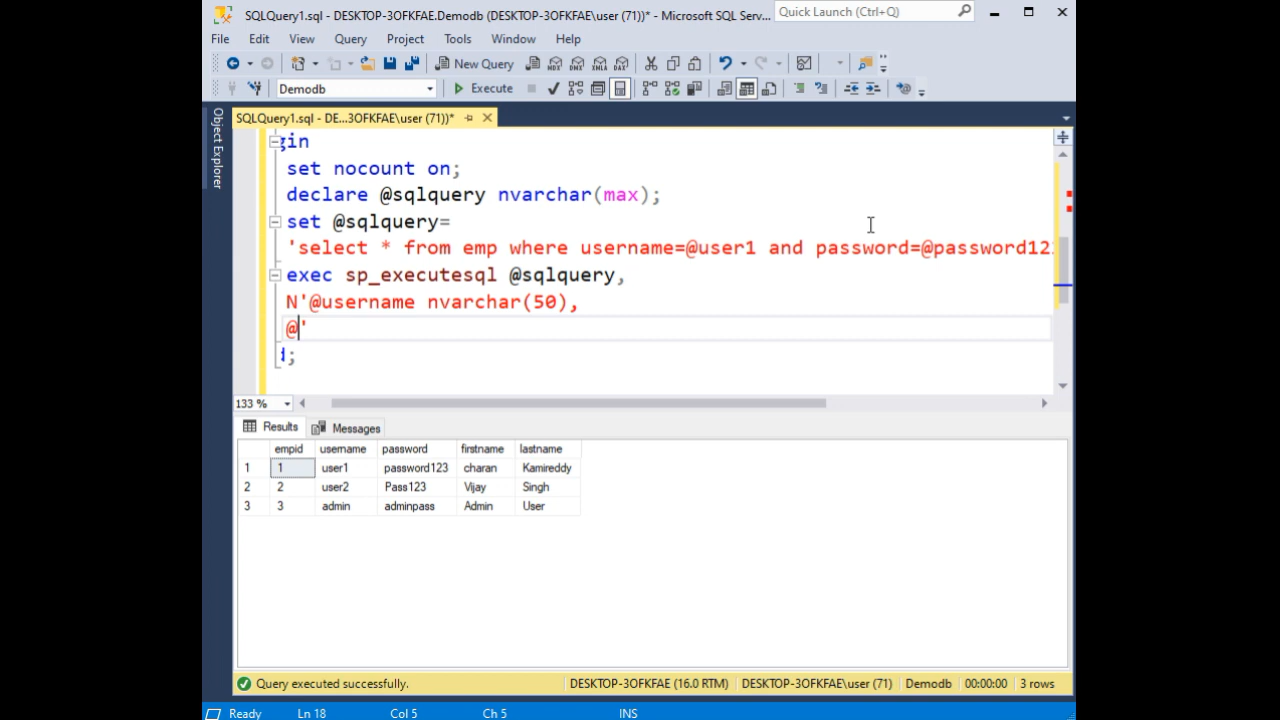 SQLQuery1.sql - DESKTOP-3OFKFAE.Demodb (DESKTOP-3OFKFAE\user (71))* - Microsoft SQL Serv...
Quick Launch (Ctrl+Q)
File Edit View Query Project Tools Window Help
New Query
Demodb Execute
SQLQuery1.sql - DE...3OFKFAE\user (71))*
Object Explorer
gin
set nocount on;
declare @sqlquery nvarchar(max);
set @sqlquery=
'select * from emp where username=@user1 and password=@password12
exec sp_executesql @sqlquery,
N'@username nvarchar(50),
@'
d;
133 %
Results Messages
empid username password firstname lastname
1 1 user1 password123 charan Kamireddy
2 2 user2 Pass123 Vijay Singh
3 3 admin adminpass Admin User
Query executed successfully. DESKTOP-3OFKFAE (16.0 RTM) DESKTOP-3OFKFAE\user (71) Demodb 00:00:00 3 rows
Ready Ln 18 Col 5 Ch 5 INS